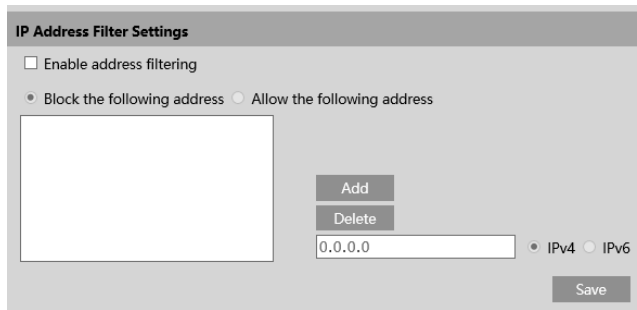 IP Address Filter Settings
Enable address filtering
Block the following address Allow the following address
Add
Delete
0.0.0.0 IPv4 IPv6
Save